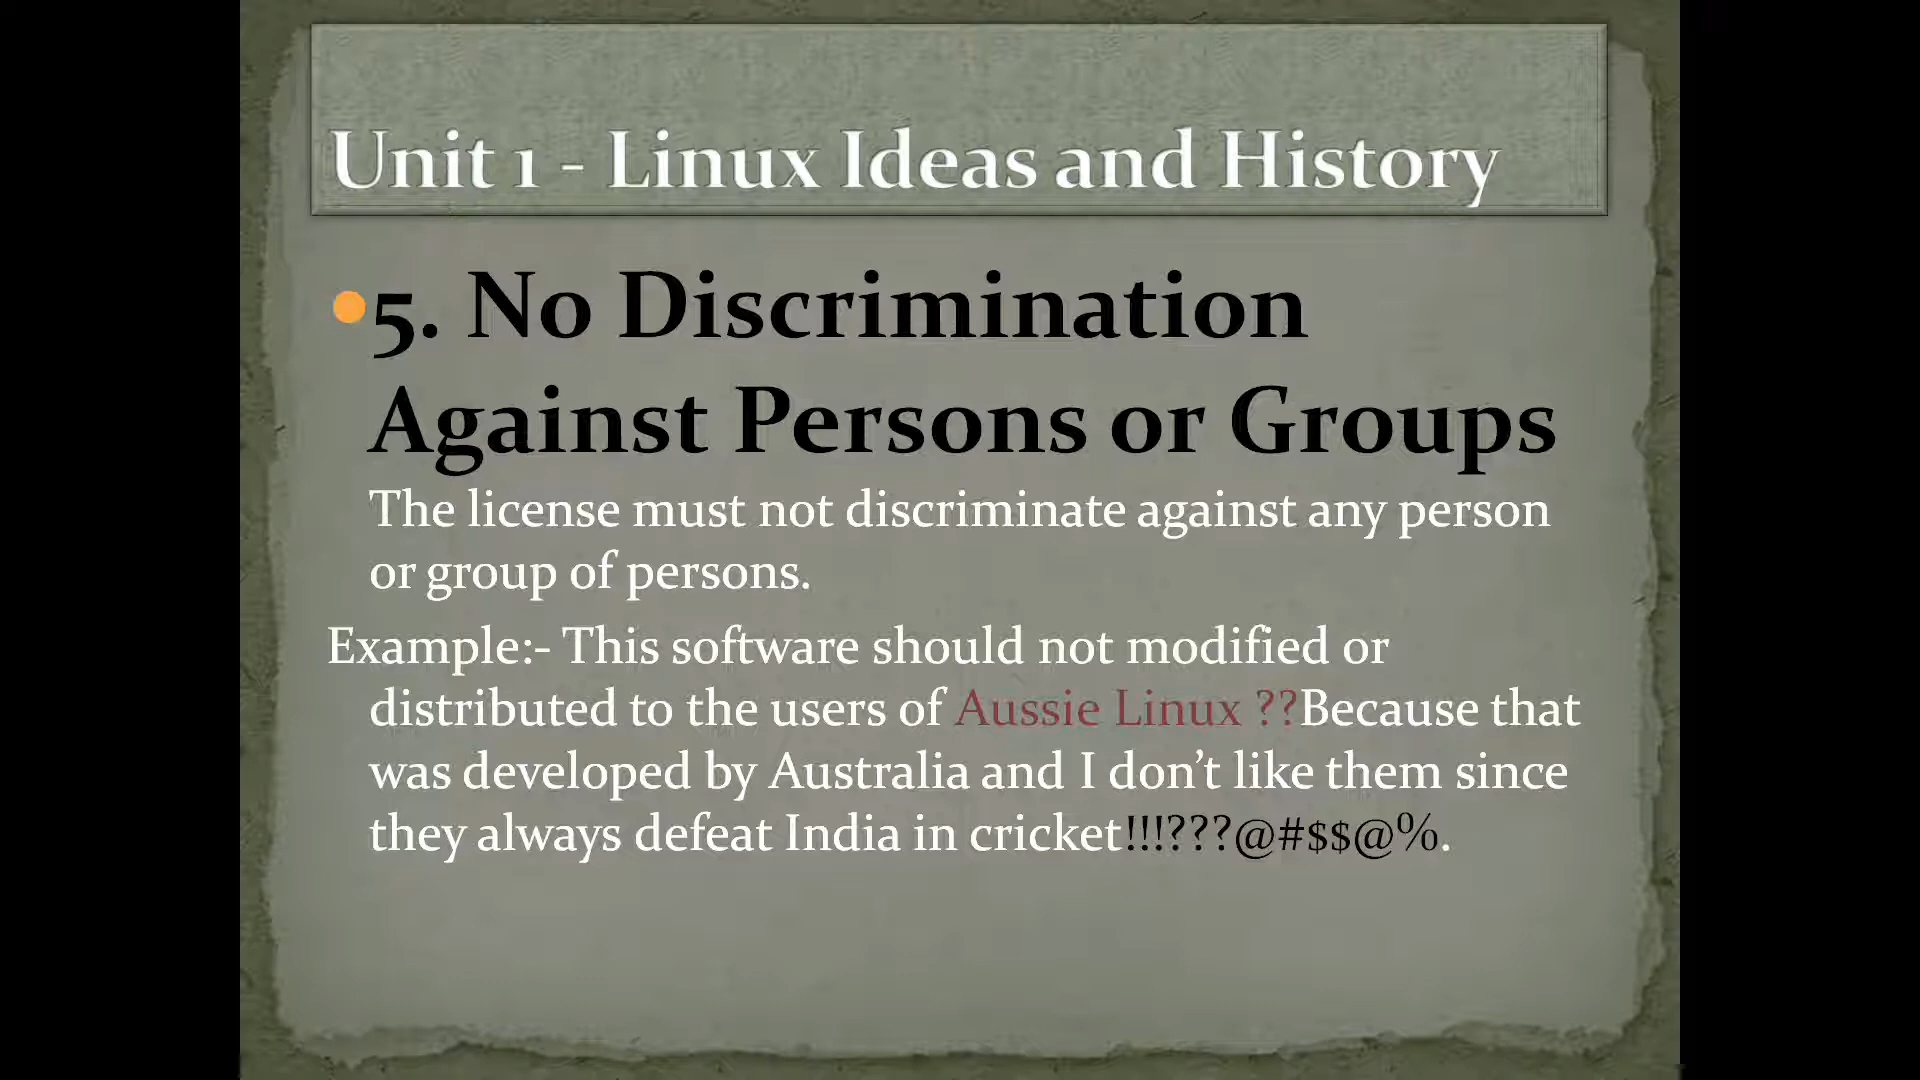 Unit 1 - Linux Ideas and History
5. No Discrimination
Against Persons or Groups
The license must not discriminate against any person
or group of persons.
Example:- This software should not modified or
distributed to the users of Aussie Linux ??Because that
was developed by Australia and I don’t like them since
they always defeat India in cricket!!!???@#$$@%.